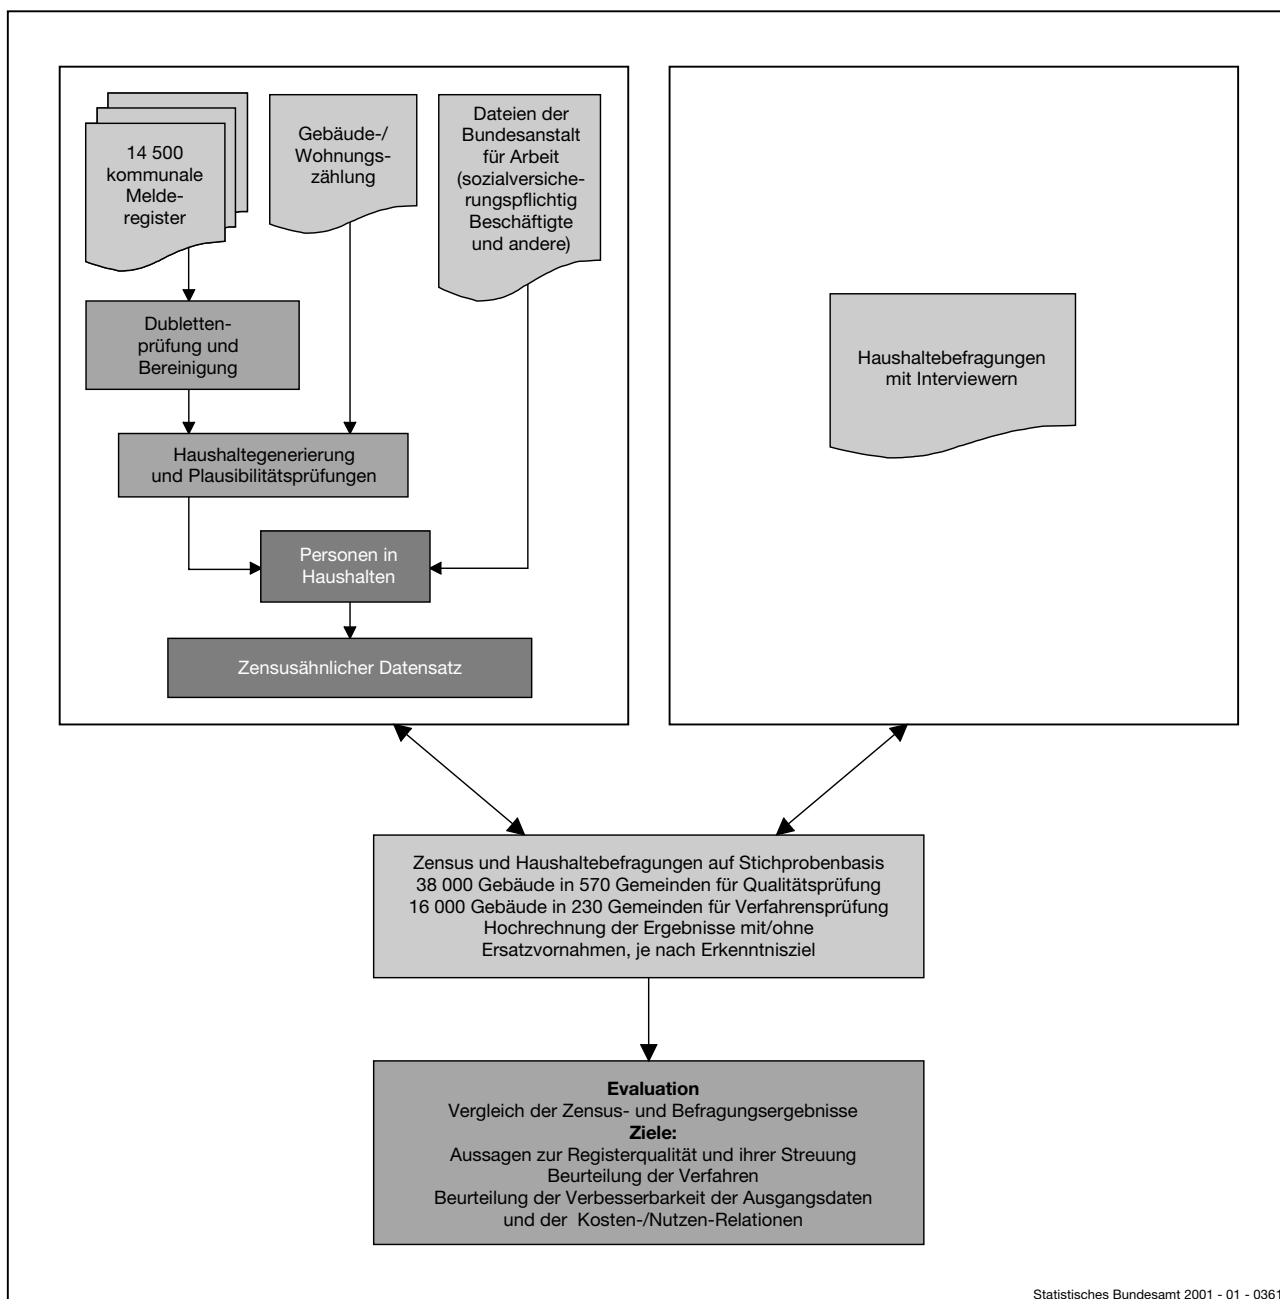 14 500
kommunale
Melde-
register
Gebäude-/
Wohnungs-
zählung
Dateien der
Bundesanstalt
für Arbeit
(sozialversiche-
rungspflichtig
Beschäftigte
und andere)
Dubletten-
prüfung und
Bereinigung
Haushaltegenerierung
und Plausibilitätsprüfungen
Personen in
Haushalten
Zensusähnlicher Datensatz
Haushaltebefragungen
mit Interviewern
Zensus und Haushaltebefragungen auf Stichprobenbasis
38 000 Gebäude in 570 Gemeinden für Qualitätsprüfung
16 000 Gebäude in 230 Gemeinden für Verfahrensprüfung
Hochrechnung der Ergebnisse mit/ohne
Ersatzvornahmen, je nach Erkenntnisziel
Evaluation
Vergleich der Zensus- und Befragungsergebnisse
Ziele:
Aussagen zur Registerqualität und ihrer Streuung
Beurteilung der Verfahren
Beurteilung der Verbesserbarkeit der Ausgangsdaten
und der Kosten-/Nutzen-Relationen
Statistisches Bundesamt 2001 - 01 - 0361